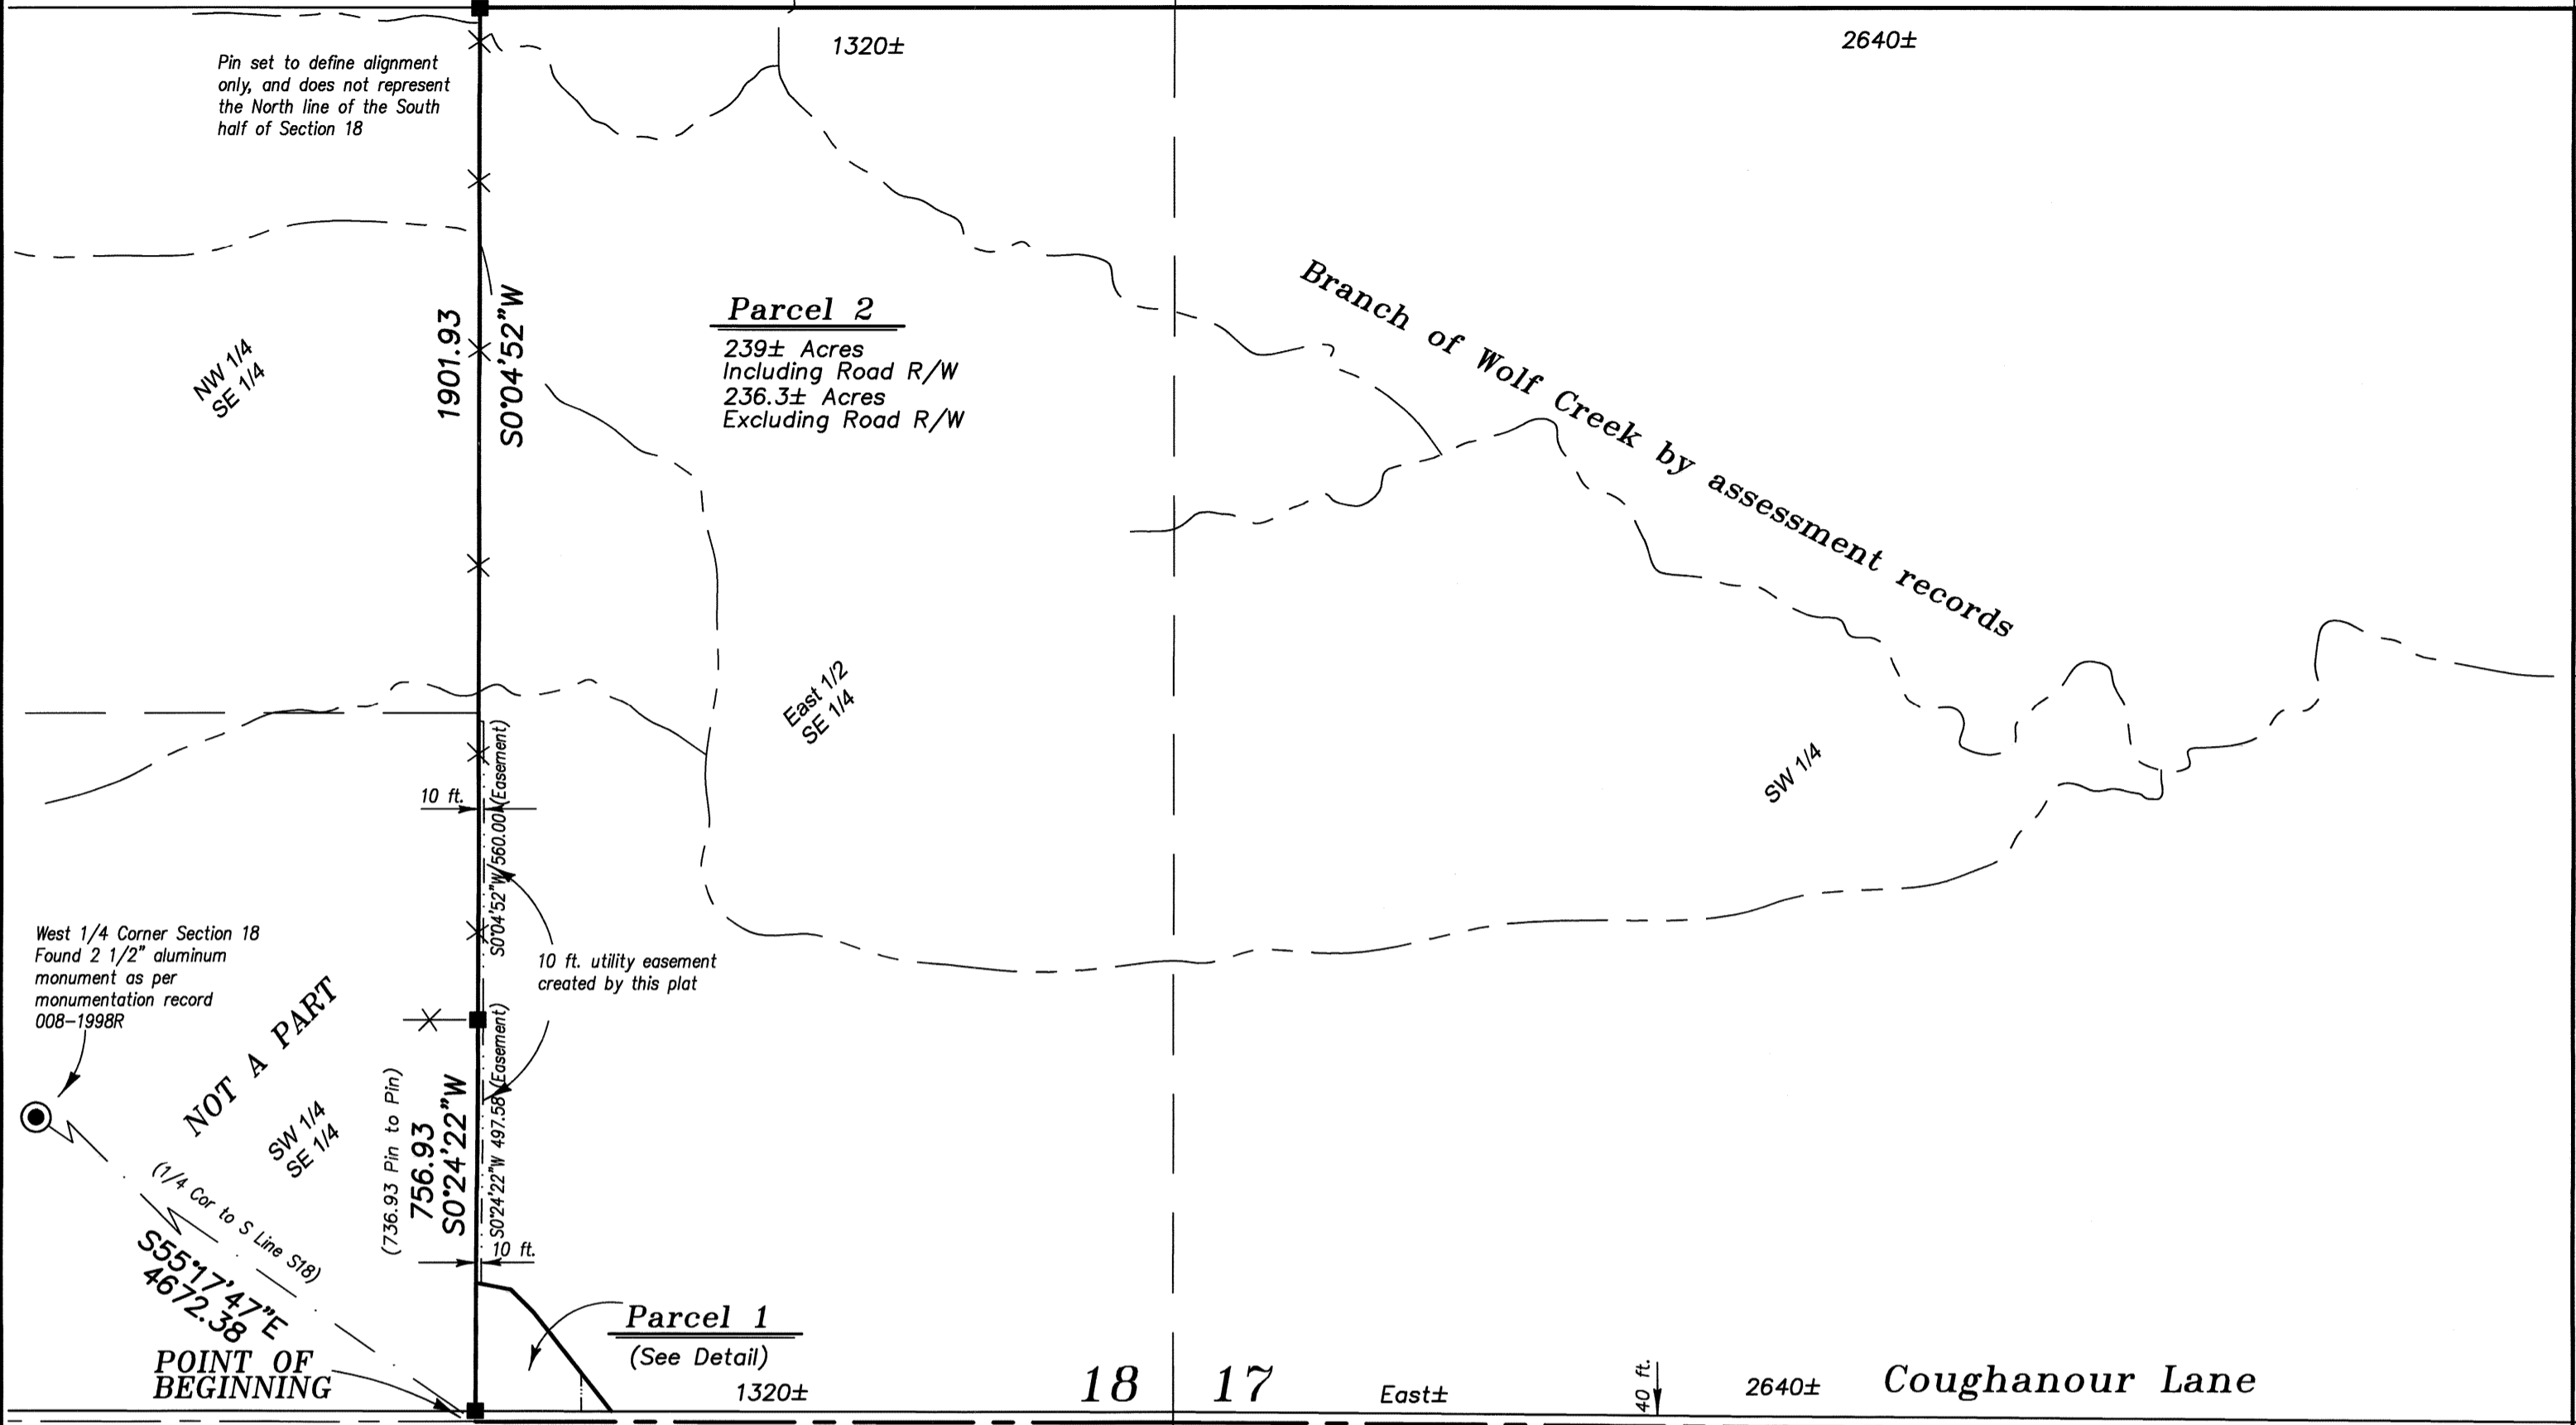 1320±
2640±
Pin set to define alignment
only, and does not represent
the North line of the South
half of Section 18
1901.93
S0°04'52"W
Parcel 2
239± Acres
Including Road R/W
236.3± Acres
Excluding Road R/W
NW 1/4
SE 1/4
Branch of Wolf Creek by assessment records
East 1/2
SE 1/4
SW 1/4
10 ft.
S0°04'52"W 560.00 (Easement)
10 ft. utility easement
created by this plat
West 1/4 Corner Section 18
Found 2 1/2" aluminum
monument as per
monumentation record
008-1998R
NOT A PART
SW 1/4
SE 1/4
(736.93 Pin to Pin)
756.93
S0°24'22"W
S0°24'22"W 497.58 (Easement)
10 ft.
(1/4 Cor to S Line S18)
S55°17'47"E
4672.38
POINT OF
BEGINNING
Parcel 1
(See Detail)
1320±
18
17
East±
40 ft.
2640±
Coughanour Lane